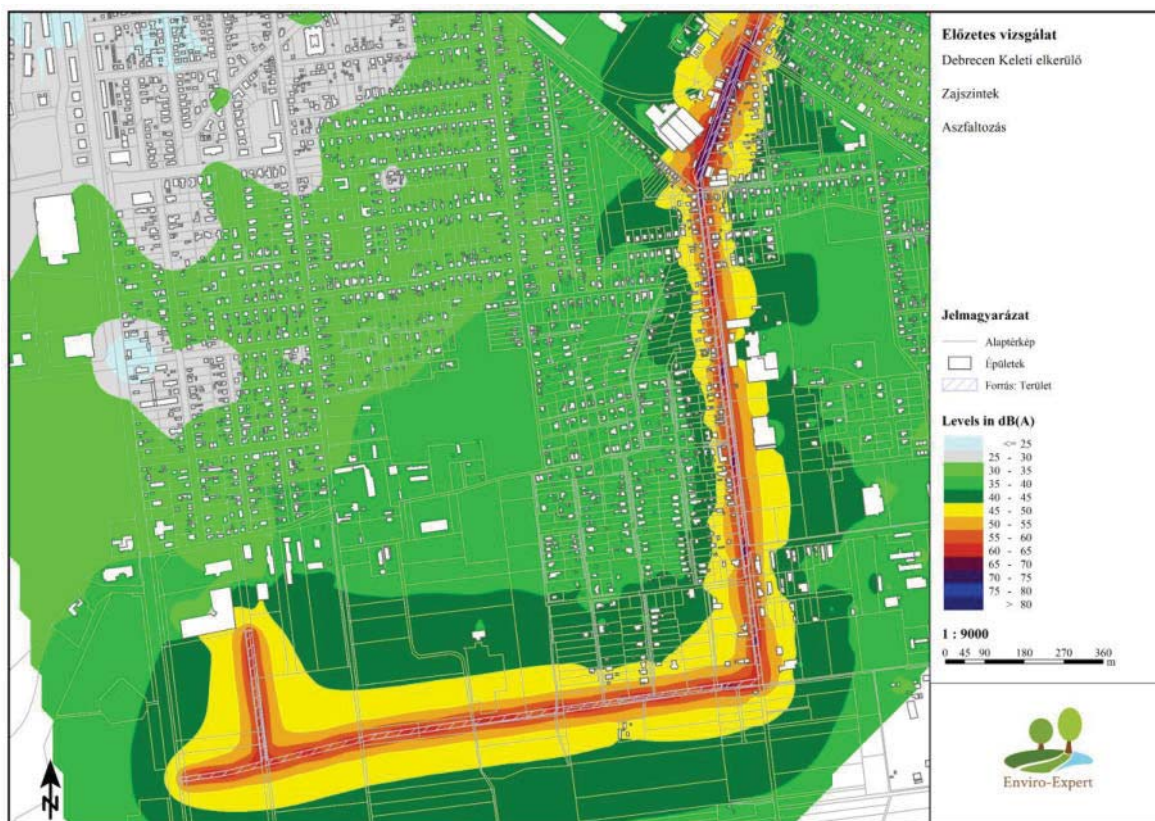 Előzetes vizsgálat
Debrecen Keleti elkerülő
Zajszintek
Aszfaltozás
Jelmagyarázat
Alaptérkép
Épületek
Forrás: Terület
Levels in dB(A)
<= 25
25 - 30
30 - 35
35 - 40
40 - 45
45 - 50
50 - 55
55 - 60
60 - 65
65 - 70
70 - 75
75 - 80
> 80
1 : 9000
0 45 90 180 270 360
m
N
Enviro-Expert